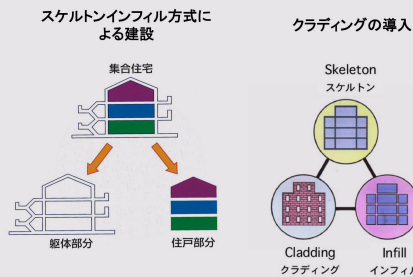 スケルトンインフィル方式に
よる建設
集合住宅
躯体部分
住戸部分
クラディングの導入
Skeleton
スケルトン
Cladding
クラディング
Infill
インフィル